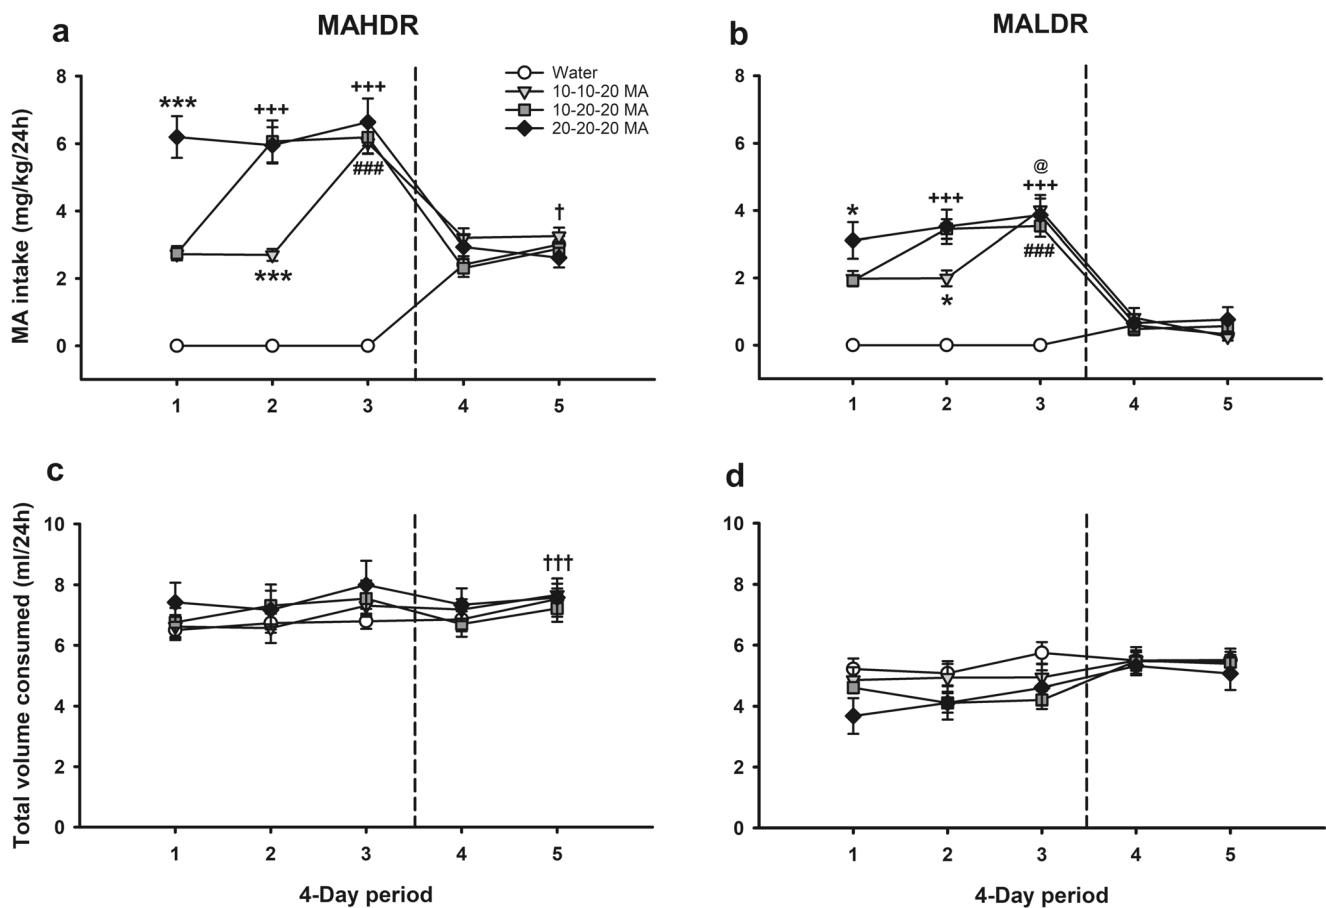 a
MAHDR
MA intake (mg/kg/24h)
8
6
4
2
0
***
+++
+++
###
***
†
Water
10-10-20 MA
10-20-20 MA
20-20-20 MA
1 2 3 4 5
b
MALDR
8
6
4
2
0
*
+++
@
+++
###
*
1 2 3 4 5
c
Total volume consumed (ml/24h)
10
8
6
4
2
0
†††
1 2 3 4 5
4-Day period
d
10
8
6
4
2
0
1 2 3 4 5
4-Day period